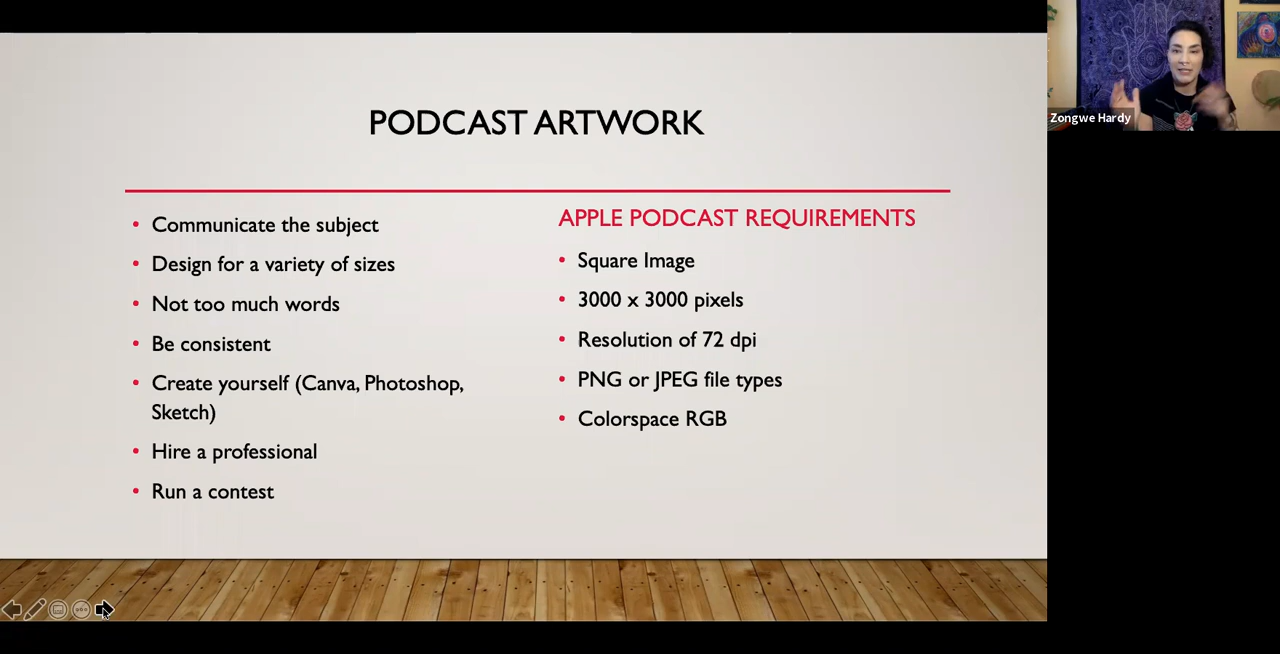 PODCAST ARTWORK
Communicate the subject
Design for a variety of sizes
Not too much words
Be consistent
Create yourself (Canva, Photoshop,
Sketch)
Hire a professional
Run a contest
APPLE PODCAST REQUIREMENTS
Square Image
3000 x 3000 pixels
Resolution of 72 dpi
PNG or JPEG file types
Colorspace RGB
Zongwe Hardy